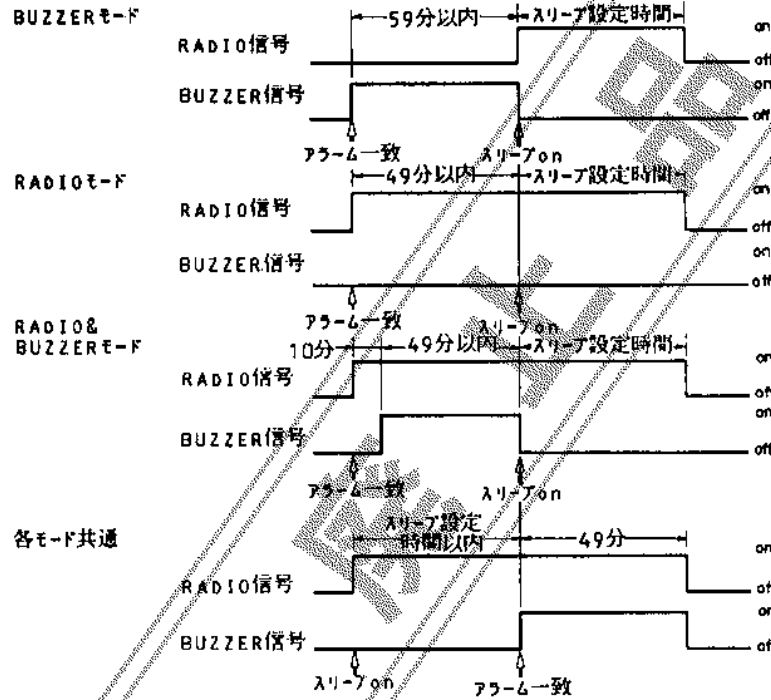 BUZZERモード
59分以内
スリープ設定時間
RADIO信号
on
off
BUZZER信号
on
off
アラーム一致
スリープon
RADIOモード
49分以内
スリープ設定時間
RADIO信号
on
off
BUZZER信号
on
off
アラーム一致
スリープon
RADIO&
BUZZERモード
10分
49分以内
スリープ設定時間
RADIO信号
on
off
BUZZER信号
on
off
アラーム一致
スリープon
各モード共通
スリープ設定
時間以内
49分
RADIO信号
on
off
BUZZER信号
on
off
スリープon
アラーム一致